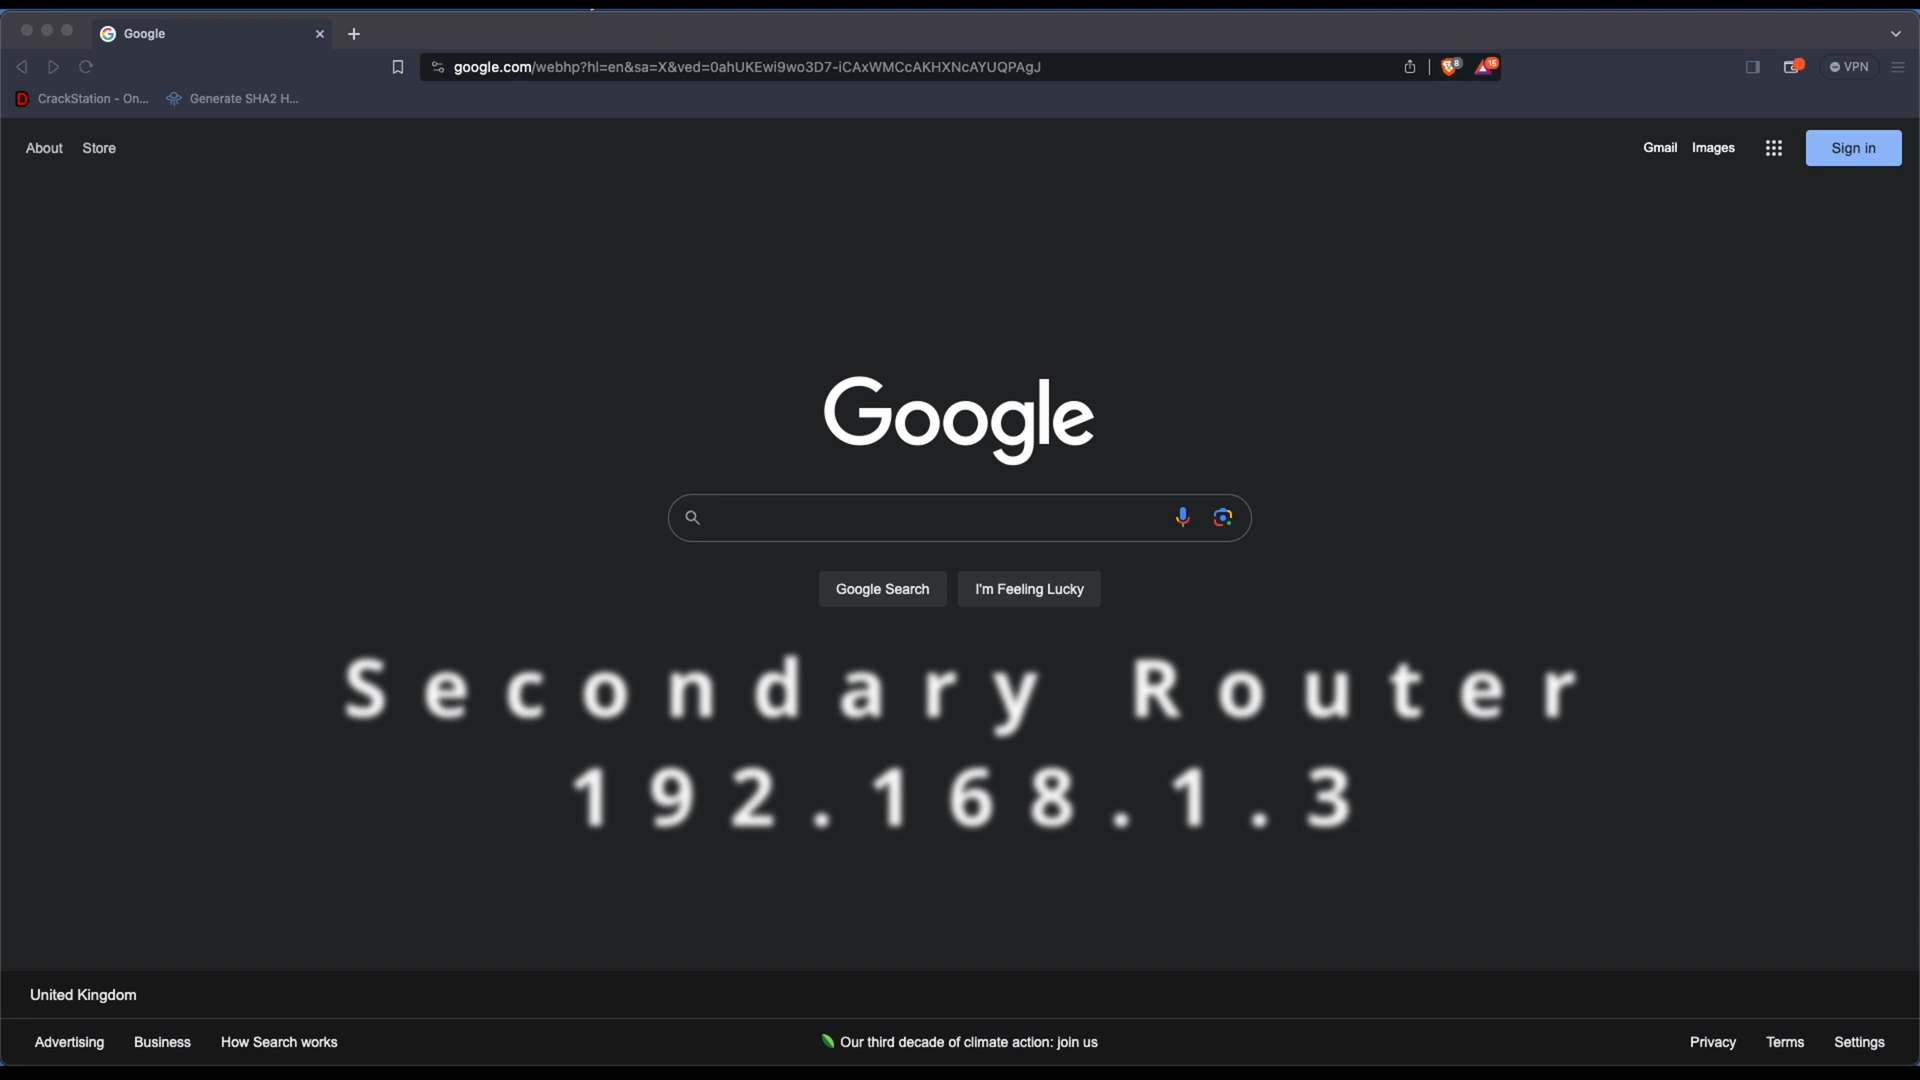 Google
google.com/webhp?hl=en&sa=X&ved=0ahUKEwi9wo3D7-iCAxWMCcAKHXNcAYUQPAgJ
8
15
VPN
CrackStation - On...
Generate SHA2 H...
About
Store
Gmail
Images
Sign in
Google
Google Search
I'm Feeling Lucky
Secondary Router
192.168.1.3
United Kingdom
Advertising
Business
How Search works
Our third decade of climate action: join us
Privacy
Terms
Settings